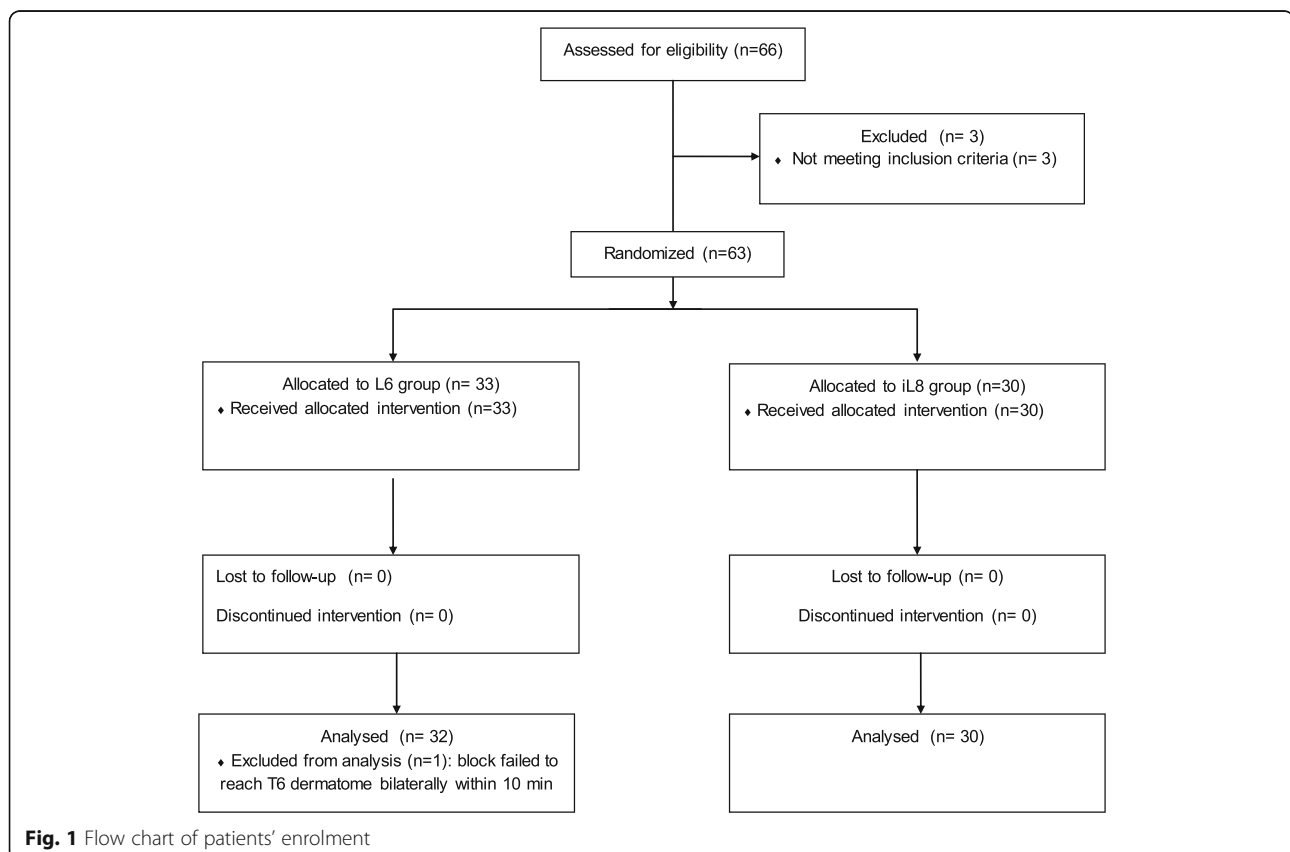 Assessed for eligibility (n=66)
Excluded (n= 3)
♦ Not meeting inclusion criteria (n= 3)
Randomized (n=63)
Allocated to L6 group (n= 33)
♦ Received allocated intervention (n=33)
Allocated to iL8 group (n=30)
♦ Received allocated intervention (n=30)
Lost to follow-up (n= 0)
Discontinued intervention (n= 0)
Lost to follow-up (n= 0)
Discontinued intervention (n= 0)
Analysed (n= 32)
♦ Excluded from analysis (n=1): block failed to
reach T6 dermatome bilaterally within 10 min
Analysed (n= 30)
Fig. 1 Flow chart of patients’ enrolment